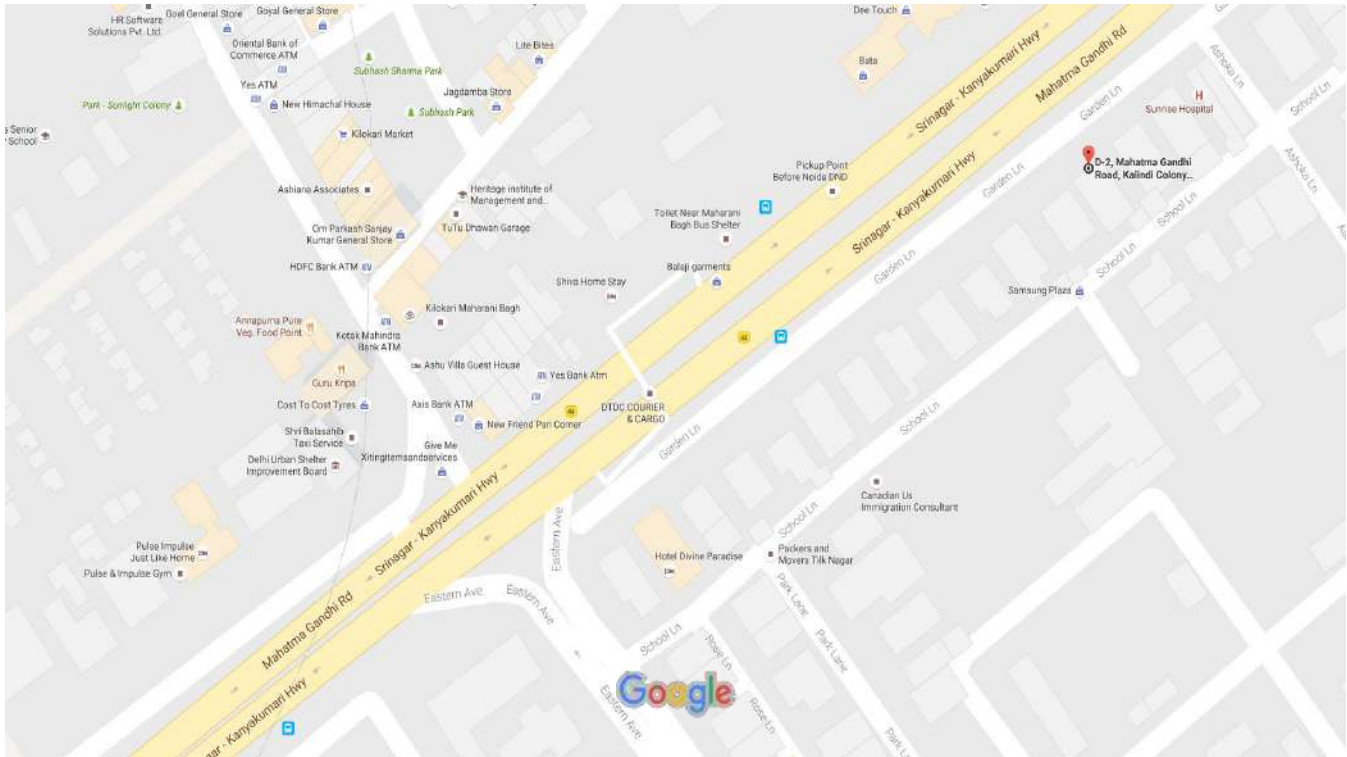 HR Software
Solutions Pvt. Ltd.
Goel General Store
Goyal General Store
Oriental Bank of
Commerce ATM
Yes ATM
New Himachal House
Park - Sunlight Colony
Subhash Sharma Park
Subhash Park
Lite Bites
Jagdamba Store
s Senior
School
Kilokari Market
Ashiana Associates
Heritage institute of
Management and...
TuTu Dhawan Garage
Om Parkash Sanjay
Kumar General Store
HDFC Bank ATM
Kilokari Maharani Bagh
Annapurna Pure
Veg. Food Point
Kotak Mahindra
Bank ATM
Guru Kripa
Ashu Villa Guest House
Cost To Cost Tyres
Axis Bank ATM
Yes Bank Atm
New Friend Pan Corner
Shri Balasahib
Taxi Service
Delhi Urban Shelter
Improvement Board
Give Me
Xitingitemsandservices
Pulse Impulse
Just Like Home
Pulse & Impulse Gym
Dee Touch
Bata
Srinagar - Kanyakumari Hwy
Mahatma Gandhi Rd
Garden Ln
Ashoka Ln
School Ln
Sunrise Hospital
D-2, Mahatma Gandhi
Road, Kalindi Colony...
Ashoka Ln
Pickup Point
Before Noida DND
Toilet Near Maharani
Bagh Bus Shelter
Srinagar - Kanyakumari Hwy
Garden Ln
School Ln
Balaji garments
Shiva Home Stay
Garden Ln
School Ln
Samsung Plaza
44
44
DTDC COURIER
& CARGO
Garden Ln
School Ln
Canadian Us
Immigration Consultant
School Ln
Srinagar - Kanyakumari Hwy
Mahatma Gandhi Rd
Eastern Ave
Eastern Ave
Eastern Ave
Hotel Divine Paradise
Packers and
Movers Tilk Nagar
Park Lane
Park Lane
School Ln
Rose Ln
Rose Ln
Eastern Ave
Google
gar - Kanyakumari Hwy